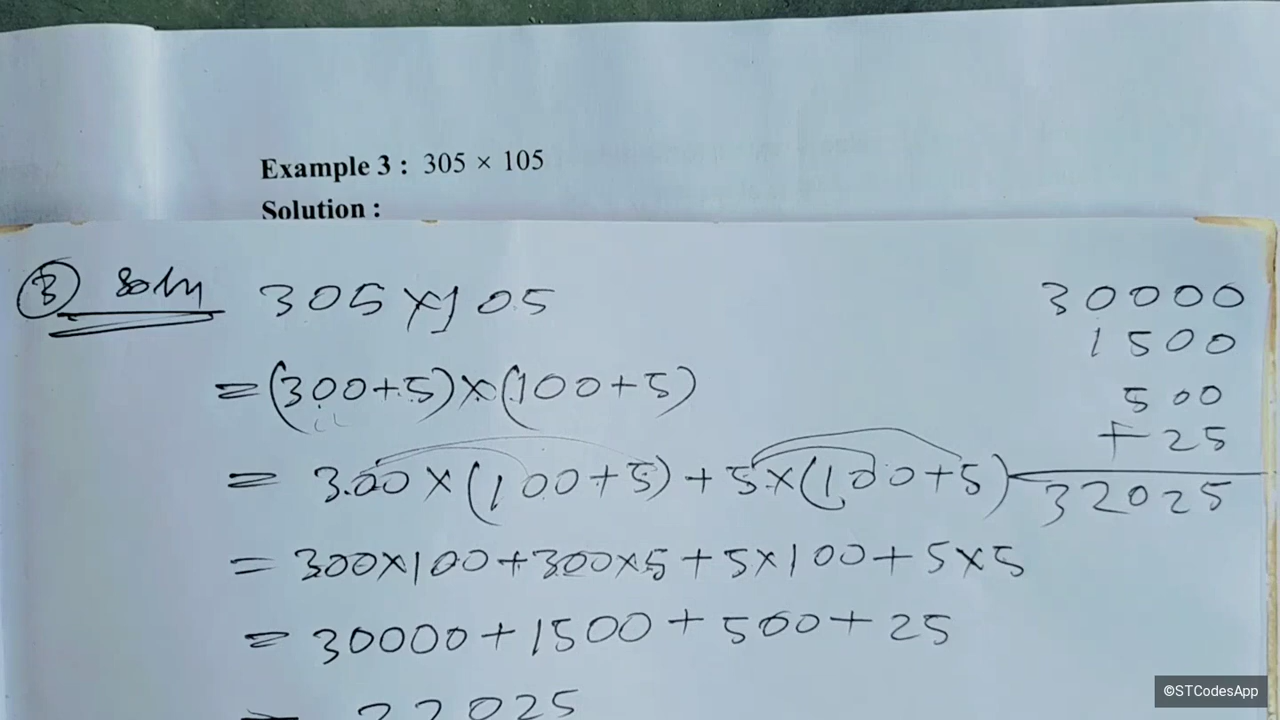 Example 3 : 305 × 105
Solution :
③ Soln 305 × 105
= (300+5)×(100+5)
= 300×(100+5)+5×(100+5)
= 300×100+300×5+5×100+5×5
= 30000+1500+500+25
= 32025
30000
1500
500
+ 25
32025
©STCodesApp